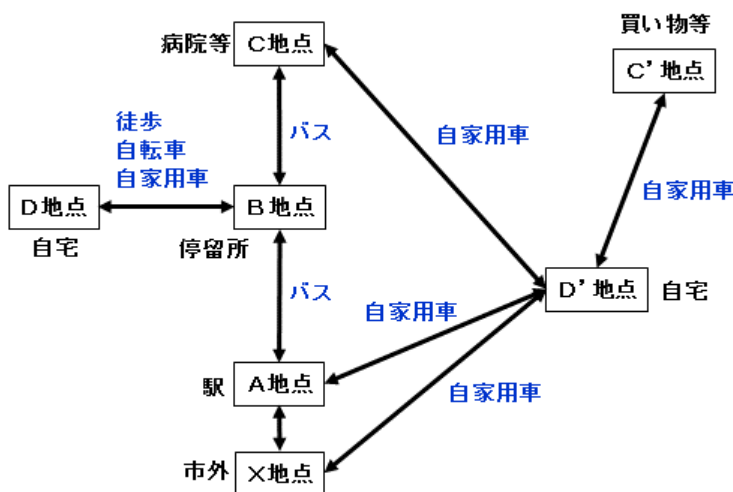 買い物等
病院等
C地点
C’地点
徒歩
自転車
自家用車
バス
自家用車
自家用車
D地点
B地点
自宅
停留所
バス
D’地点
自宅
自家用車
駅
A地点
自家用車
市外
X地点